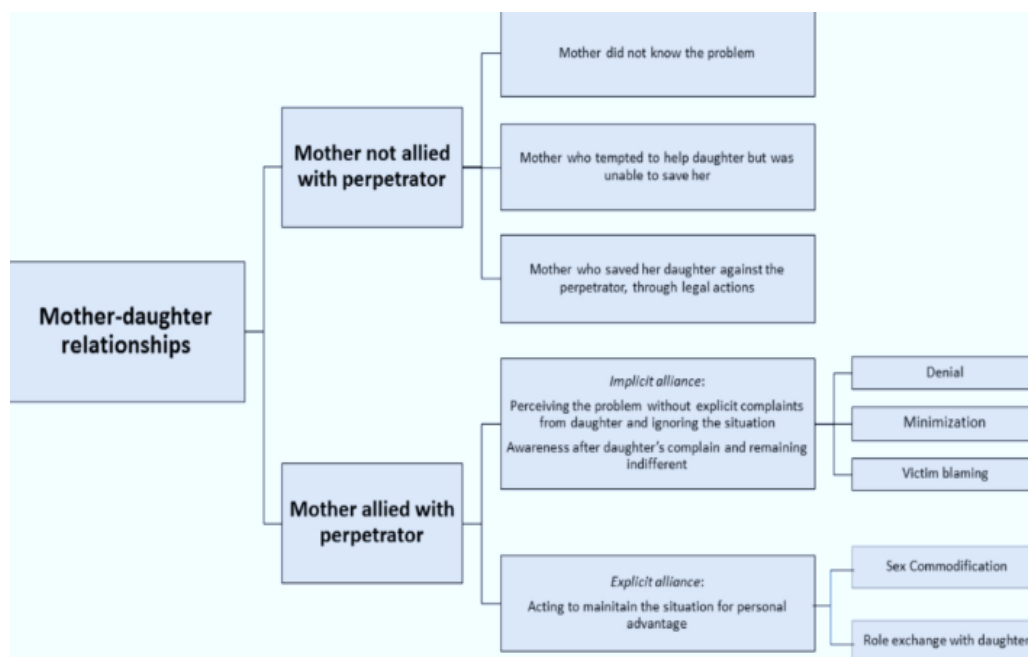 Mother-daughter
relationships
Mother not allied
with perpetrator
Mother did not know the problem
Mother who tempted to help daughter but was
unable to save her
Mother who saved her daughter against the
perpetrator, through legal actions
Mother allied with
perpetrator
Implicit alliance:
Perceiving the problem without explicit complaints
from daughter and ignoring the situation
Awareness after daughter's complain and remaining
indifferent
Denial
Minimization
Victim blaming
Explicit alliance:
Acting to mainitain the situation for personal
advantage
Sex Commodification
Role exchange with daughter